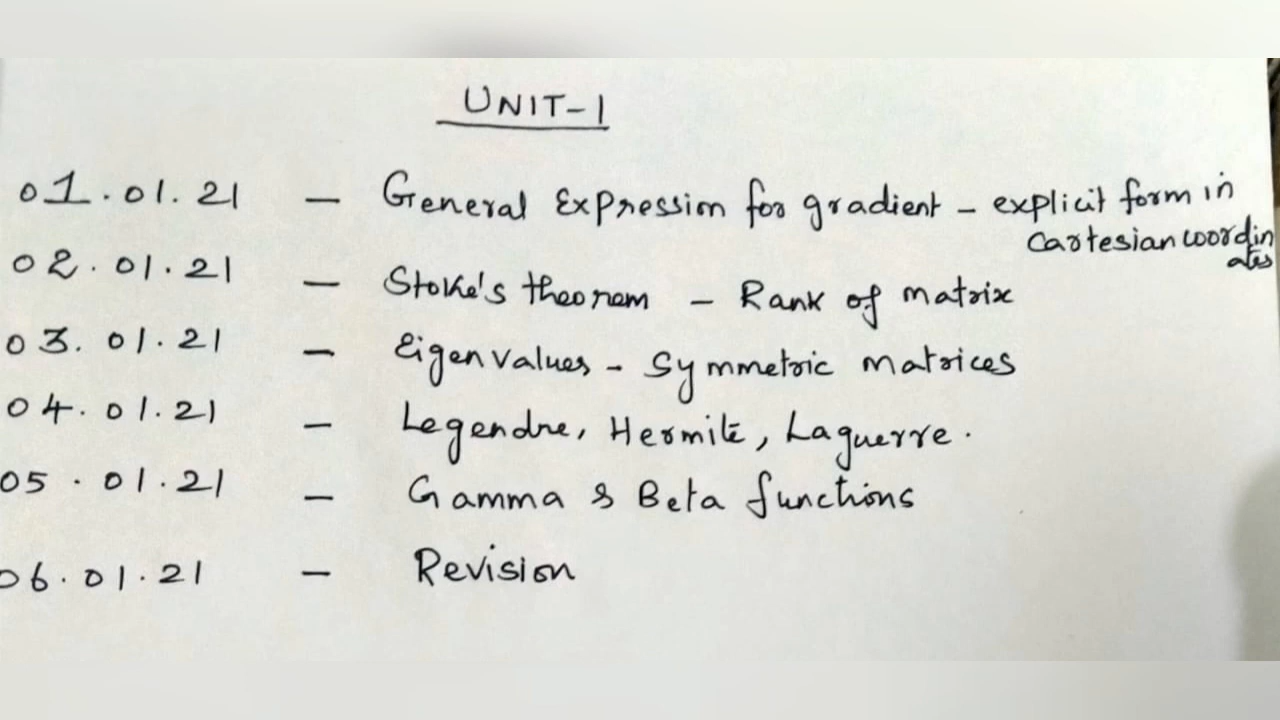 UNIT-1
01.01.21 - General Expression for gradient - explicit form in
Cartesian coordin
ates
02.01.21 - Stoke's theorem - Rank of matrix
03.01.21 - Eigen values - Symmetric matrices
04.01.21 - Legendre, Hermite, Laguerre.
05.01.21 - Gamma & Beta functions
06.01.21 - Revision